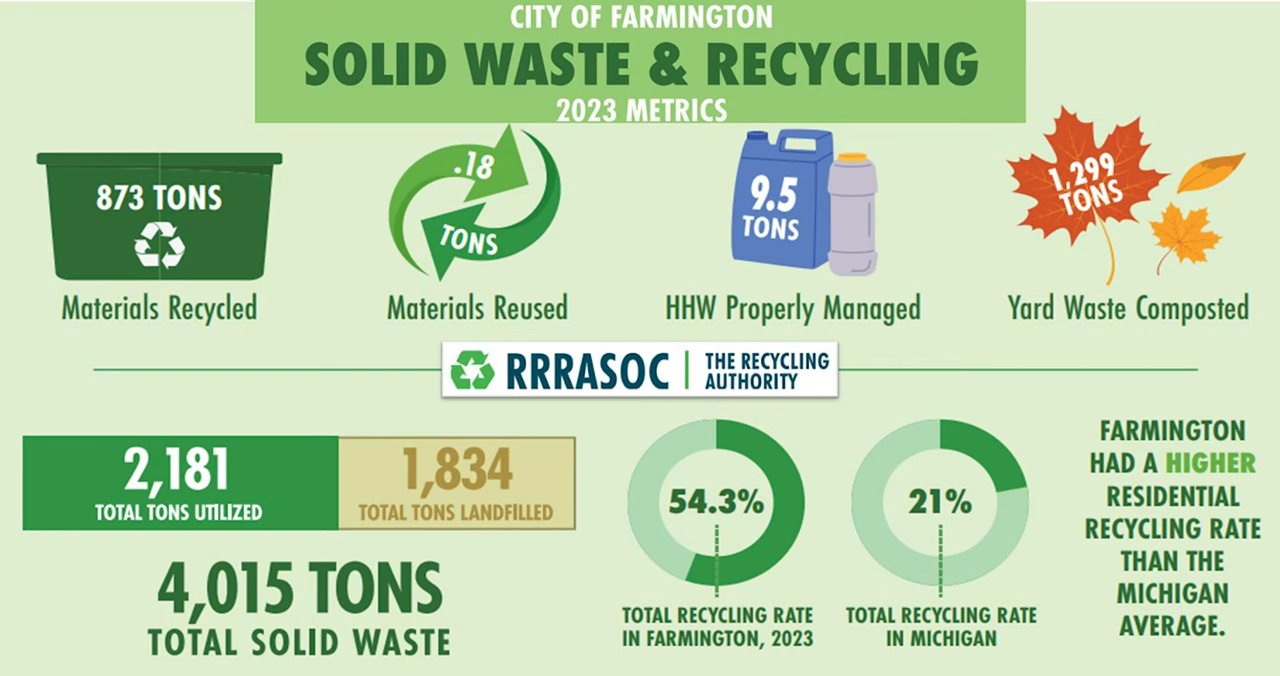 CITY OF FARMINGTON
SOLID WASTE & RECYCLING
2023 METRICS
873 TONS
Materials Recycled
.18
TONS
Materials Reused
9.5
TONS
HHW Properly Managed
1,299
TONS
Yard Waste Composted
RRRASOC
THE RECYCLING
AUTHORITY
2,181
TOTAL TONS UTILIZED
1,834
TOTAL TONS LANDFILLED
4,015 TONS
TOTAL SOLID WASTE
54.3%
TOTAL RECYCLING RATE
IN FARMINGTON, 2023
21%
TOTAL RECYCLING RATE
IN MICHIGAN
FARMINGTON
HAD A HIGHER
RESIDENTIAL
RECYCLING RATE
THAN THE
MICHIGAN
AVERAGE.